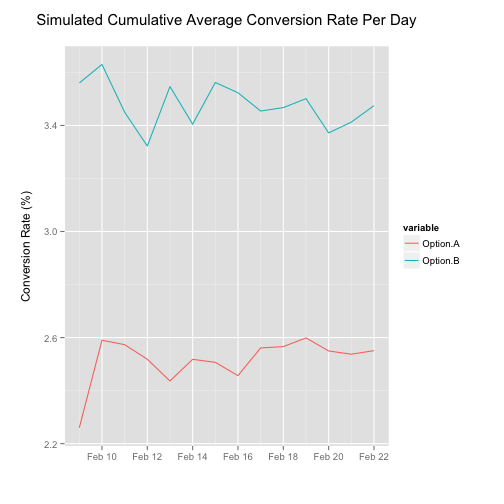 Simulated Cumulative Average Conversion Rate Per Day
Conversion Rate (%)
3.4
3.0
2.6
2.2
Feb 10
Feb 12
Feb 14
Feb 16
Feb 18
Feb 20
Feb 22
variable
Option.A
Option.B